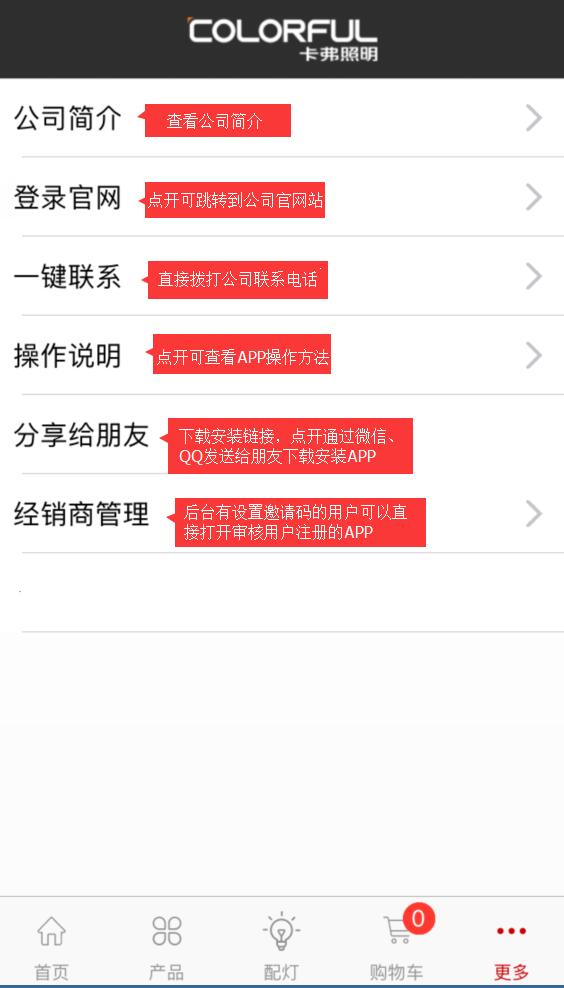 COLORFUL
卡弗照明
公司简介
查看公司简介
登录官网
点开可跳转到公司官网站
一键联系
直接拨打公司联系电话
操作说明
点开可查看APP操作方法
分享给朋友
下载安装链接，点开通过微信、
QQ发送给朋友下载安装APP
经销商管理
后台有设置邀请码的用户可以直
接打开审核用户注册的APP
0
首页
产品
配灯
购物车
更多